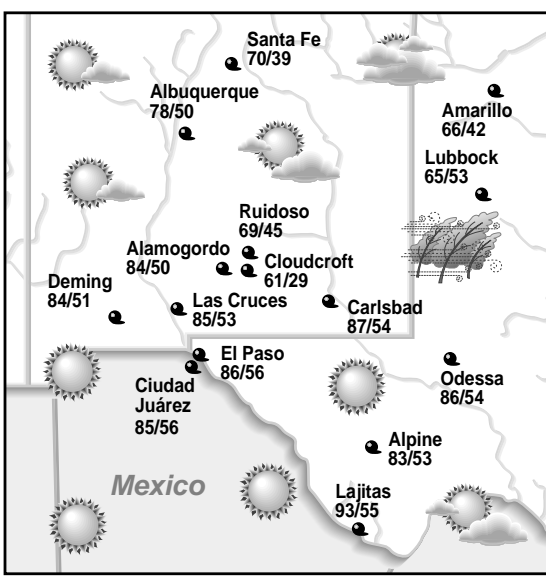 Santa Fe
70/39
Albuquerque
78/50
Amarillo
66/42
Lubbock
65/53
Ruidoso
69/45
Alamogordo
84/50
Cloudcroft
61/29
Deming
84/51
Las Cruces
85/53
Carlsbad
87/54
El Paso
86/56
Ciudad
Juárez
85/56
Odessa
86/54
Alpine
83/53
Mexico
Lajitas
93/55